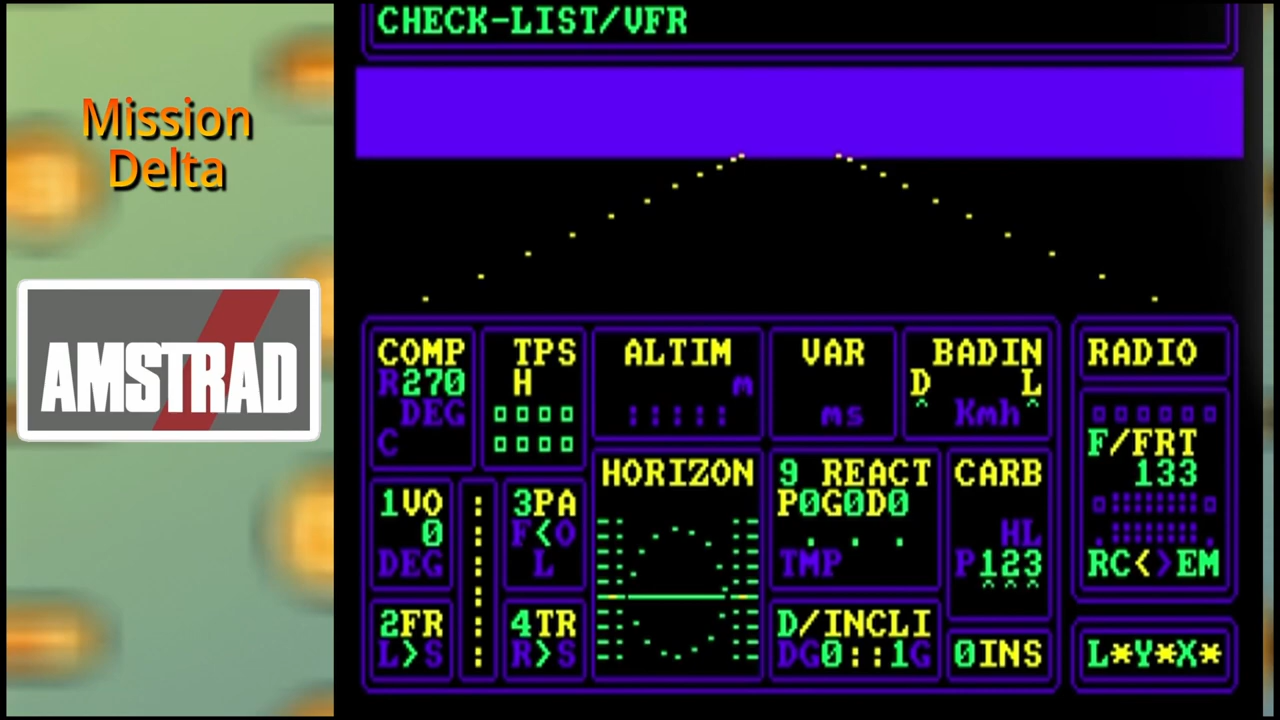 CHECK-LIST/VFR
Mission
Delta
AMSTRAD
COMP
R270
DEG
C
TPS
H
ALTIM
m
VAR
ms
BADIN
D L
Kmh
RADIO
F/FRT
133
RC<>EM
1VO
0
DEG
3PA
F<O
L
HORIZON
9 REACT
P0G0D0
. . .
TMP
CARB
HL
P123
2FR
L>S
4TR
R>S
D/INCLI
DG0::1G
0INS
L*Y*X*